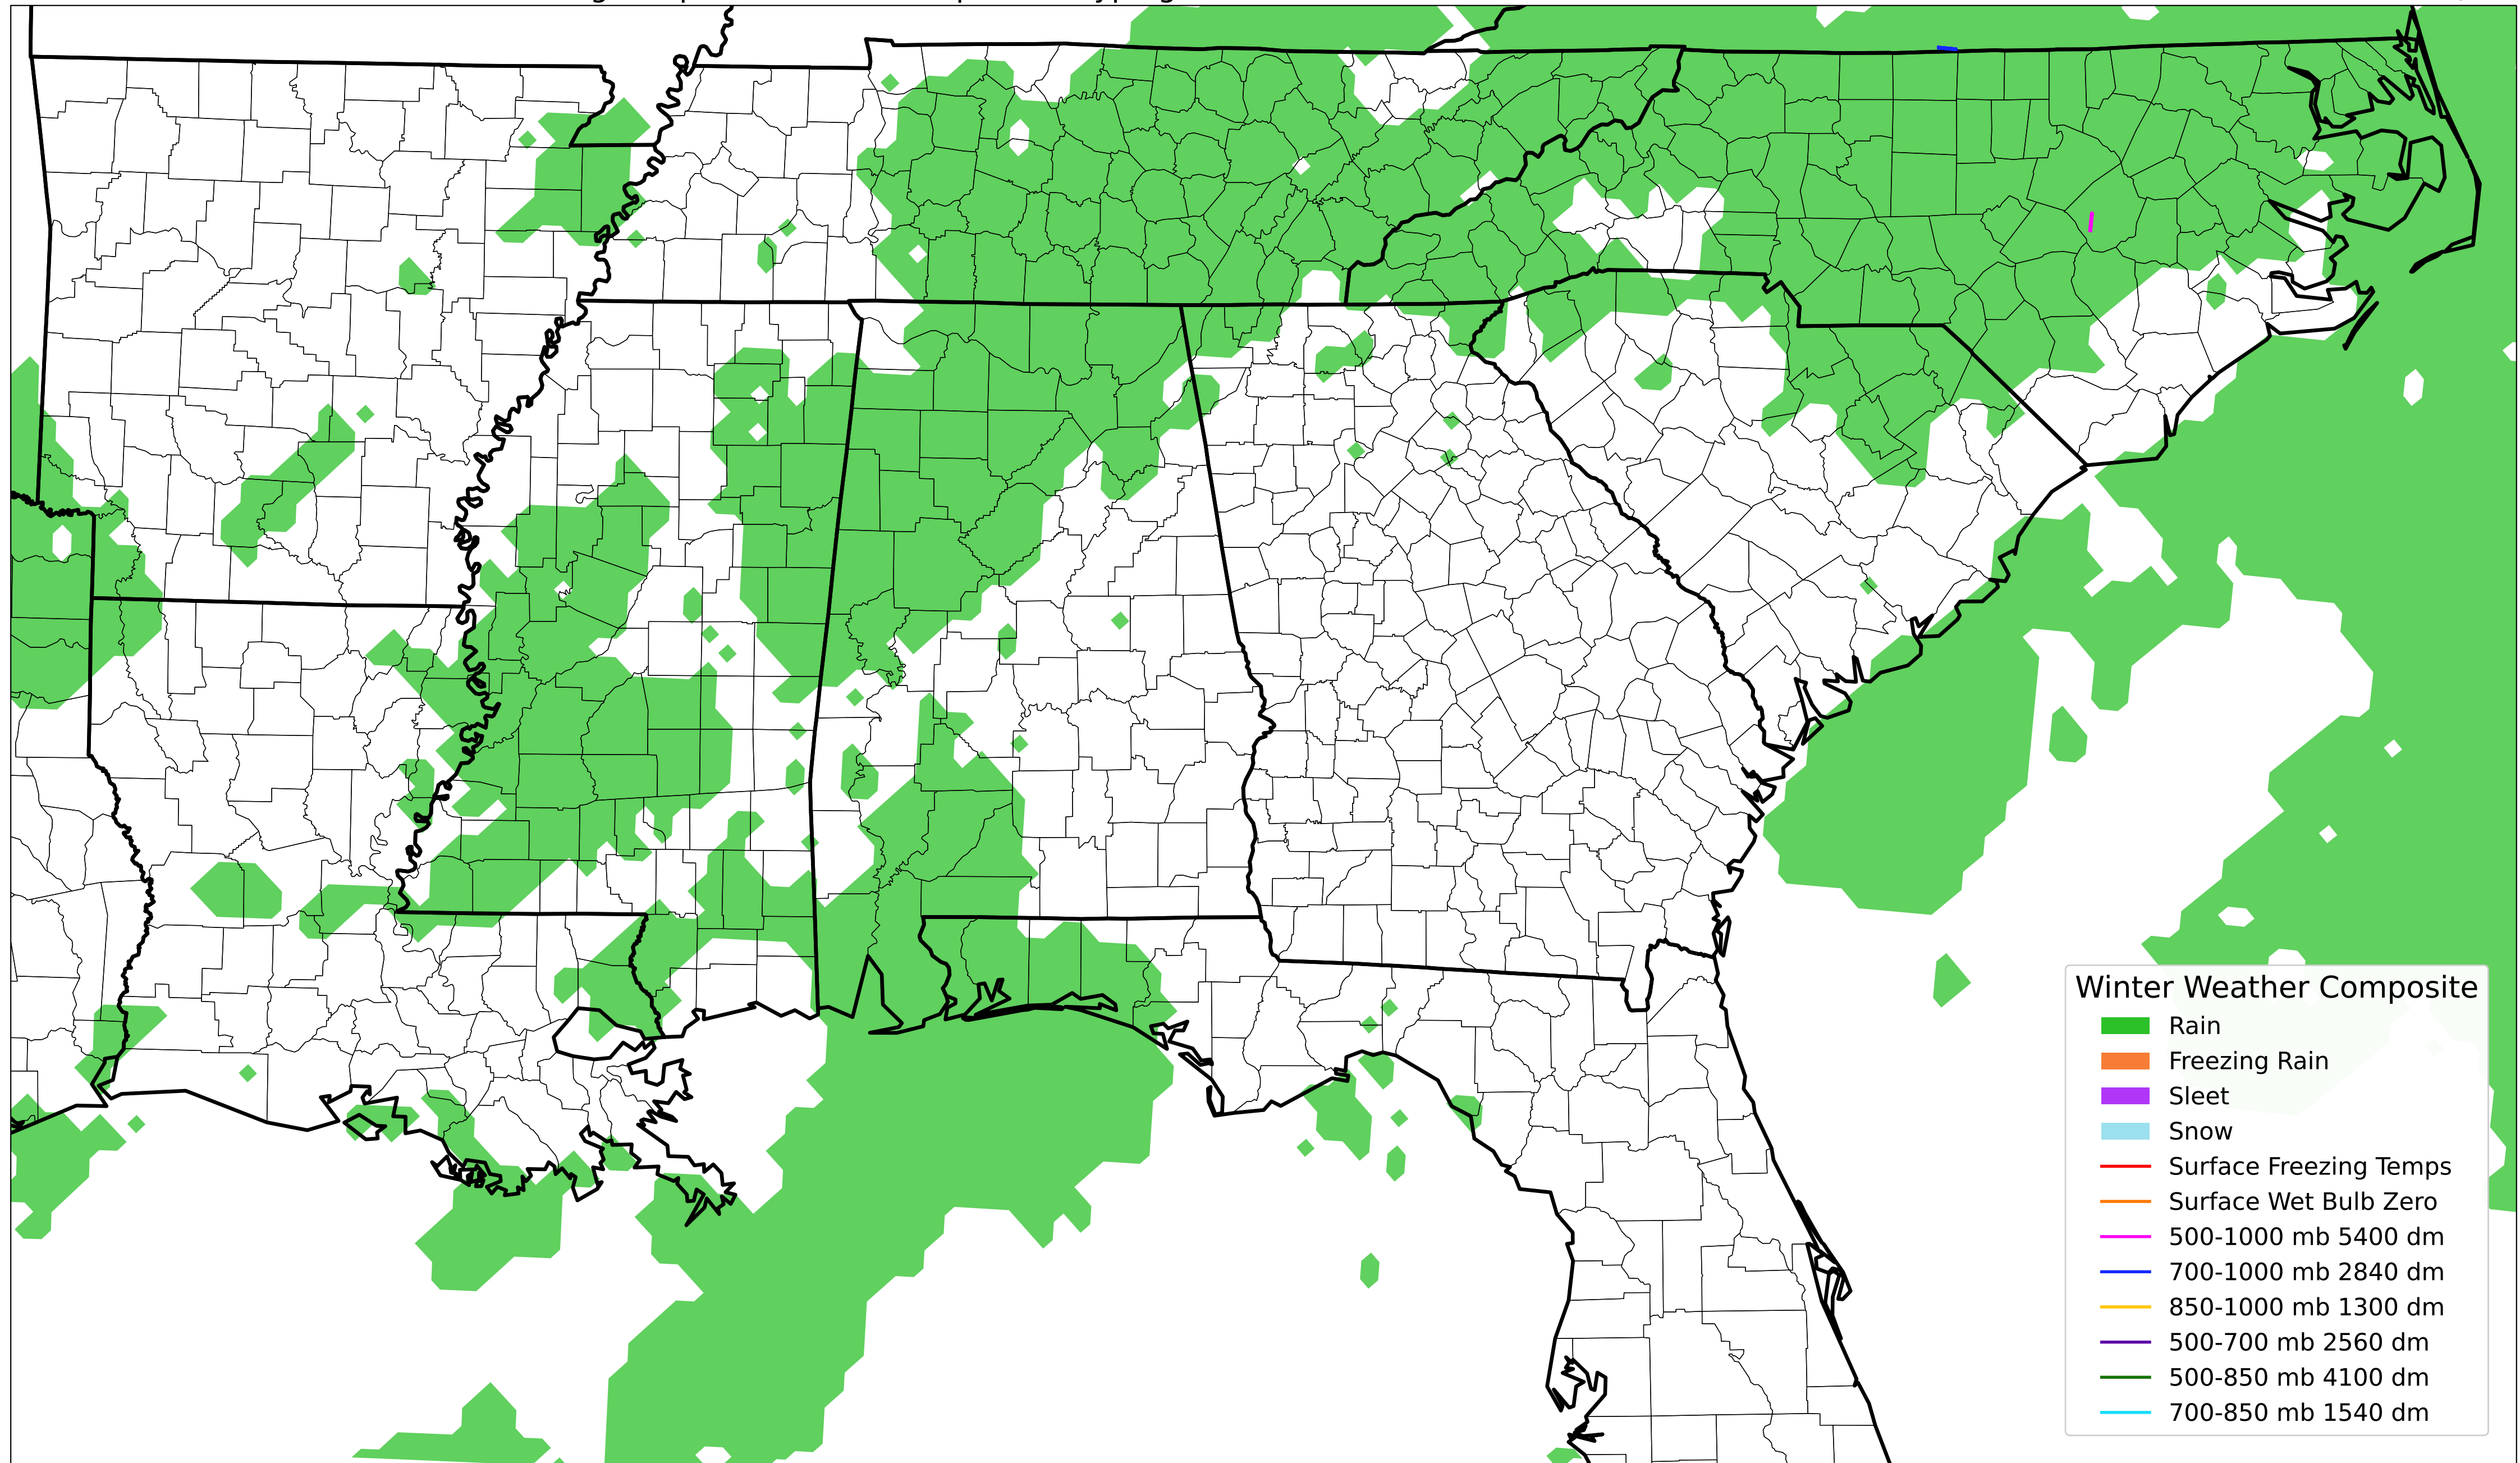 Winter Weather Composite
Rain
Freezing Rain
Sleet
Snow
Surface Freezing Temps
Surface Wet Bulb Zero
500-1000 mb 5400 dm
700-1000 mb 2840 dm
850-1000 mb 1300 dm
500-700 mb 2560 dm
500-850 mb 4100 dm
700-850 mb 1540 dm